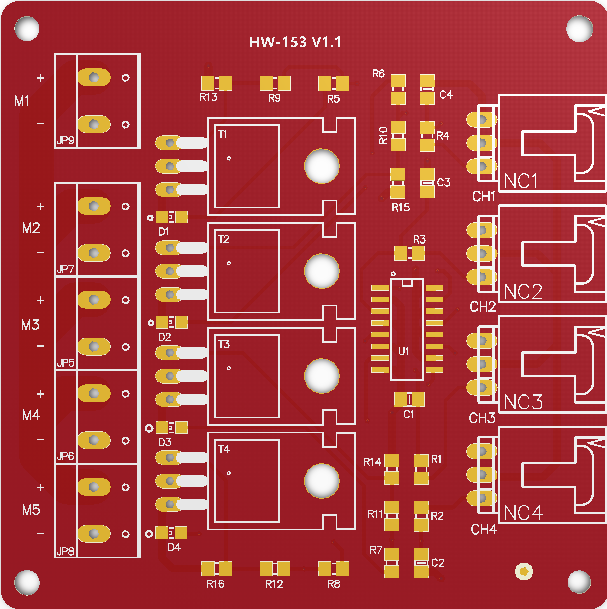 HW-153 V1.1
M1
+
-
JP9
M2
+
-
JP7
M3
+
-
JP5
M4
+
-
JP6
M5
+
-
JP8
R13
R9
R5
T1
D1
T2
D2
T3
D3
T4
D4
R16
R12
R8
R6
C4
R10
R4
R15
C3
R3
U1
C1
R14
R1
R11
R2
R7
C2
NC1
CH1
NC2
CH2
NC3
CH3
NC4
CH4